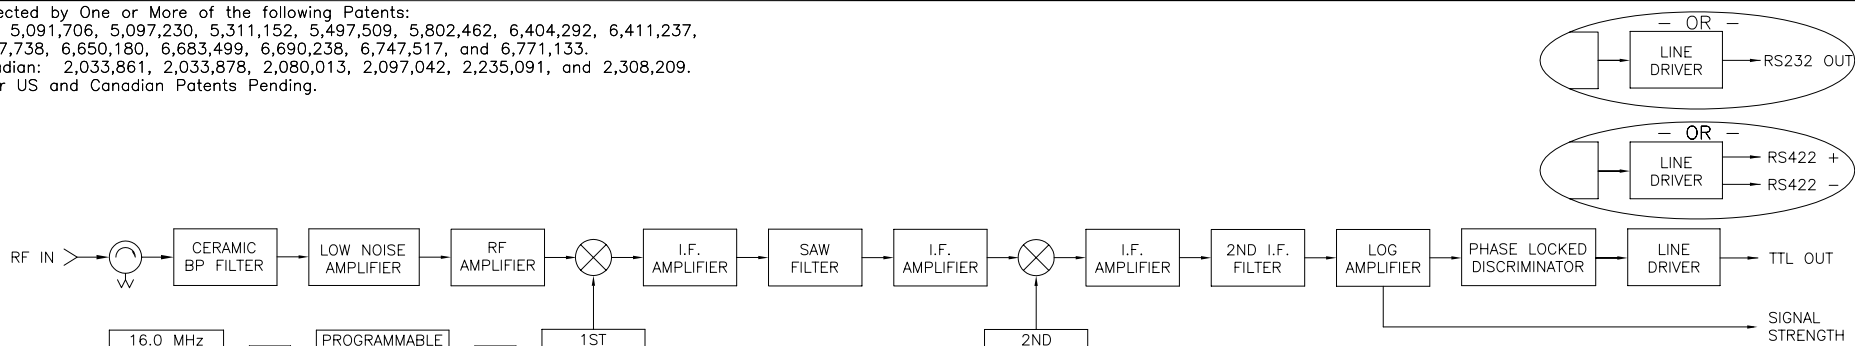 ected by One or More of the following Patents:
5,091,706, 5,097,230, 5,311,152, 5,497,509, 5,802,462, 6,404,292, 6,411,237,
7,738, 6,650,180, 6,683,499, 6,690,238, 6,747,517, and 6,771,133.
adian: 2,033,861, 2,033,878, 2,080,013, 2,097,042, 2,235,091, and 2,308,209.
r US and Canadian Patents Pending.
- OR -
LINE
DRIVER
RS232 OUT
- OR -
LINE
DRIVER
RS422 +
RS422 -
RF IN
CERAMIC
BP FILTER
LOW NOISE
AMPLIFIER
RF
AMPLIFIER
I.F.
AMPLIFIER
SAW
FILTER
I.F.
AMPLIFIER
I.F.
AMPLIFIER
2ND I.F.
FILTER
LOG
AMPLIFIER
PHASE LOCKED
DISCRIMINATOR
LINE
DRIVER
TTL OUT
SIGNAL
STRENGTH
16.0 MHz
PROGRAMMABLE
1ST
2ND